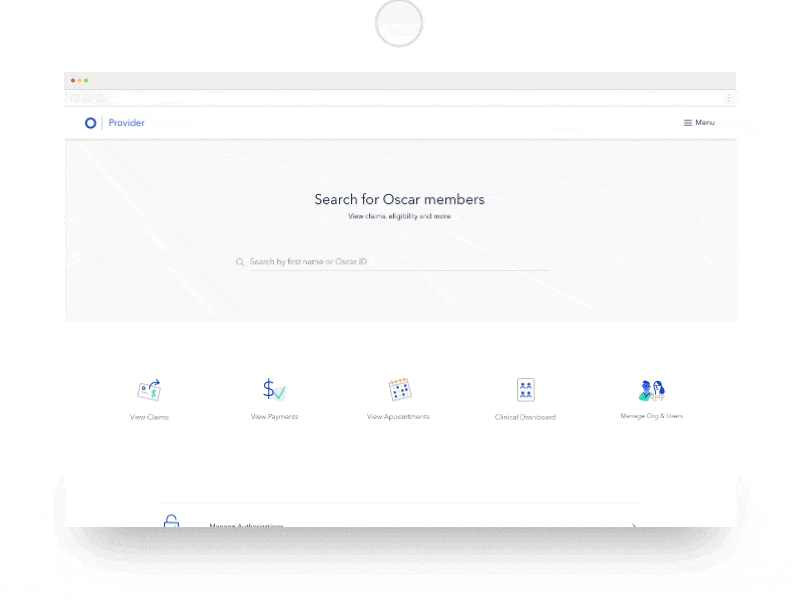 Provider
Menu
Search for Oscar members
View claims, eligibility and more
Search by first name or Oscar ID
View Claims
View Payments
View Appointments
Clinical Dashboard
Manage Org & Users
Manage Authorizations